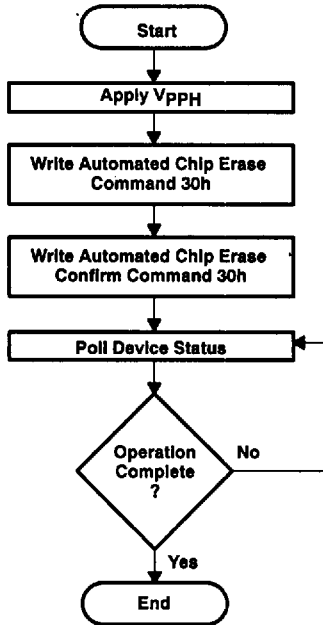 Start
Apply VPPH
Write Automated Chip Erase
Command 30h
Write Automated Chip Erase
Confirm Command 30h
Poll Device Status
Operation
Complete
?
No
Yes
End